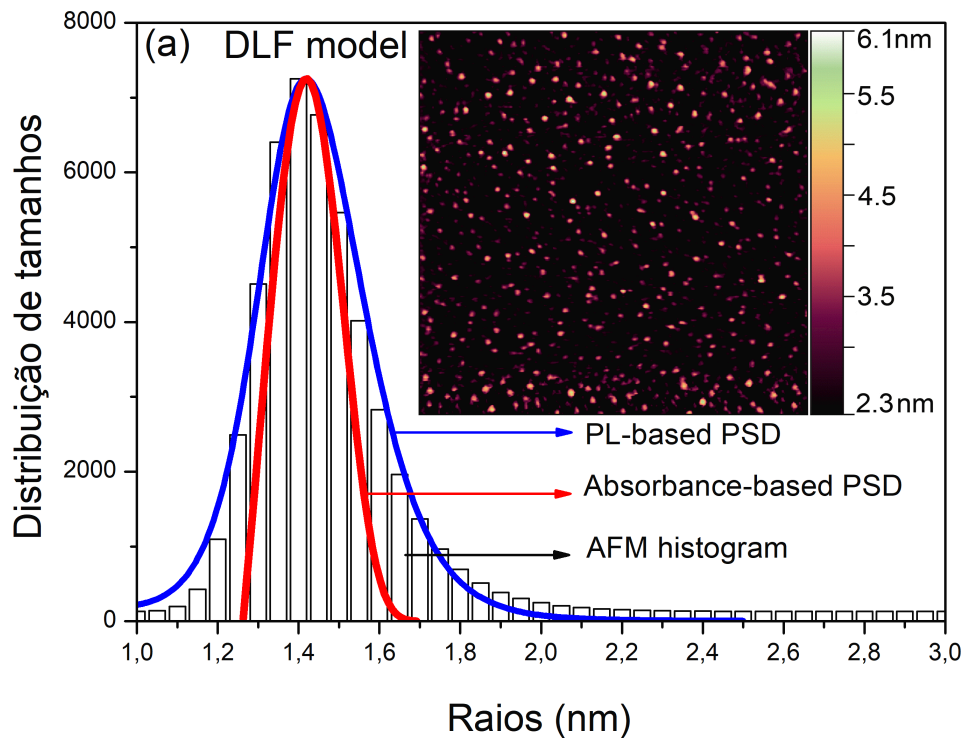 (a) DLF model
8000
6000
4000
2000
0
Distribuição de tamanhos
6.1nm
5.5
4.5
3.5
2.3nm
PL-based PSD
Absorbance-based PSD
AFM histogram
1,0 1,2 1,4 1,6 1,8 2,0 2,2 2,4 2,6 2,8 3,0
Raios (nm)